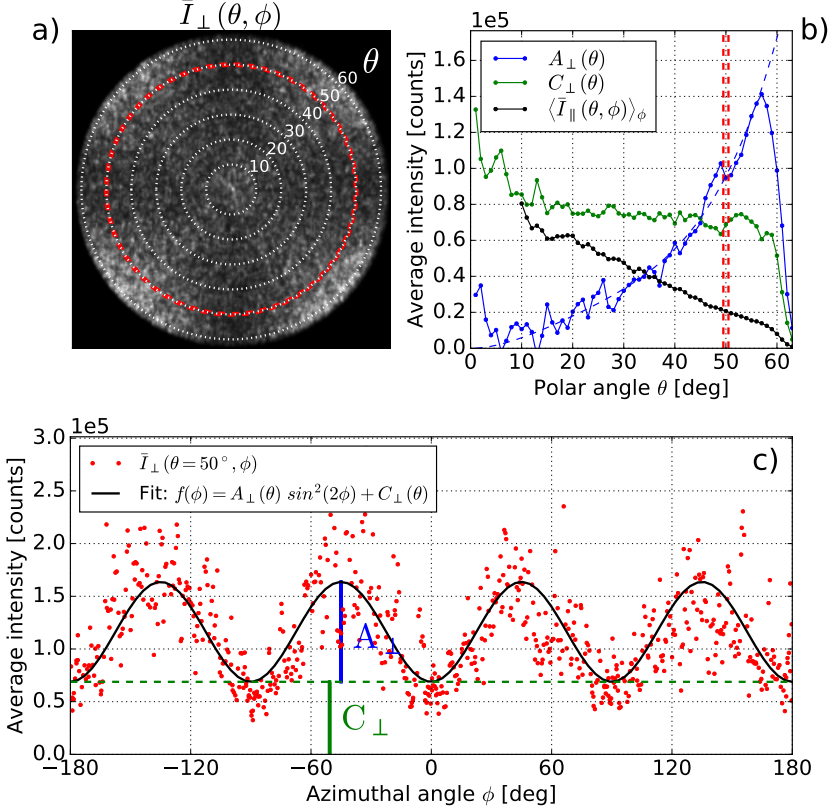 a)
Ī⊥(θ, ϕ)
θ
60
50
40
30
20
10
b)
1e5
A⊥(θ)
C⊥(θ)
⟨Ī∥(θ, ϕ)⟩ϕ
Average intensity [counts]
1.6
1.4
1.2
1.0
0.8
0.6
0.4
0.2
0.0
0 10 20 30 40 50 60
Polar angle θ [deg]
1e5
c)
Ī⊥(θ = 50°, ϕ)
Fit: f(ϕ) = A⊥(θ) sin²(2ϕ) + C⊥(θ)
Average intensity [counts]
3.0
2.5
2.0
1.5
1.0
0.5
0.0
A⊥
C⊥
−180 −120 −60 0 60 120 180
Azimuthal angle ϕ [deg]